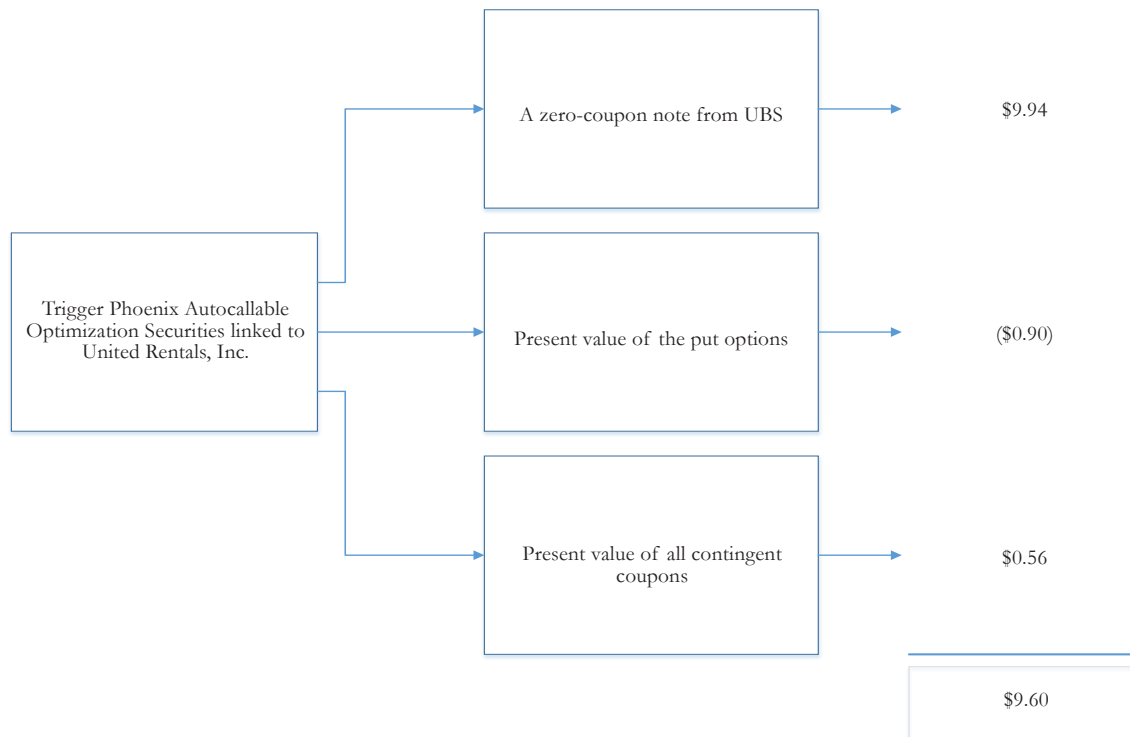 A zero-coupon note from UBS
$9.94
Trigger Phoenix Autocallable
Optimization Securities linked to
United Rentals, Inc.
Present value of the put options
($0.90)
Present value of all contingent
coupons
$0.56
$9.60